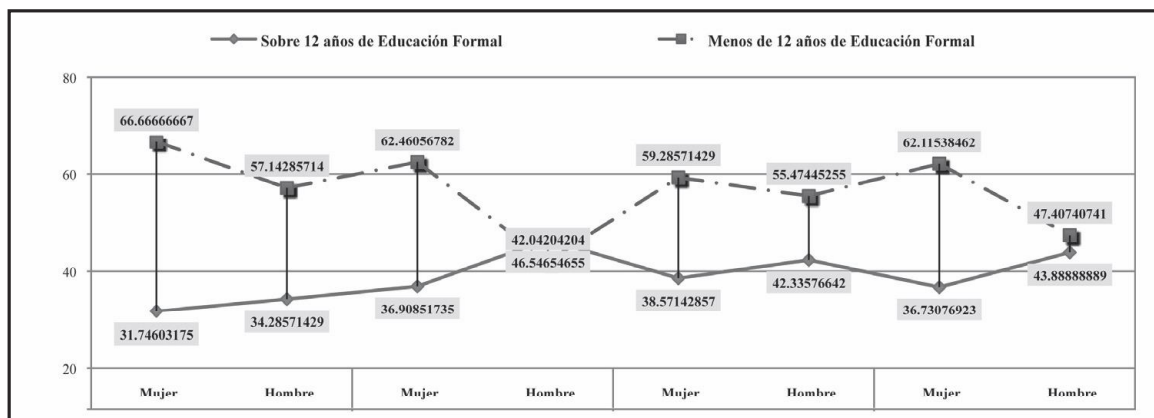 Sobre 12 años de Educación Formal Menos de 12 años de Educación Formal
80
66.66666667 62.46056782 62.11538462
57.14285714 59.28571429 55.47445255
60
47.40740741
42.04204204
40
46.54654655 43.88888889
38.57142857 42.33576642
31.74603175 34.28571429 36.90851735 36.73076923
20
Mujer Hombre Mujer Hombre Mujer Hombre Mujer Hombre